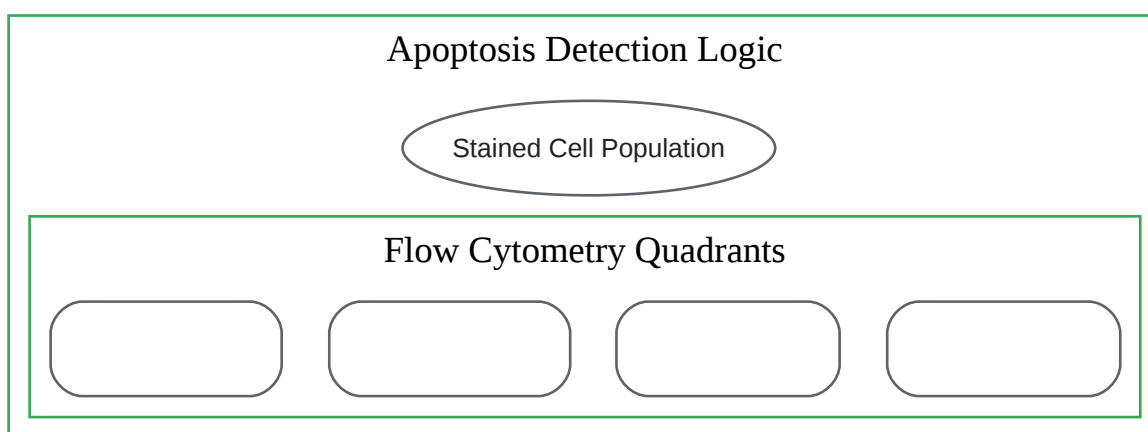 Apoptosis Detection Logic
Stained Cell Population
Flow Cytometry Quadrants